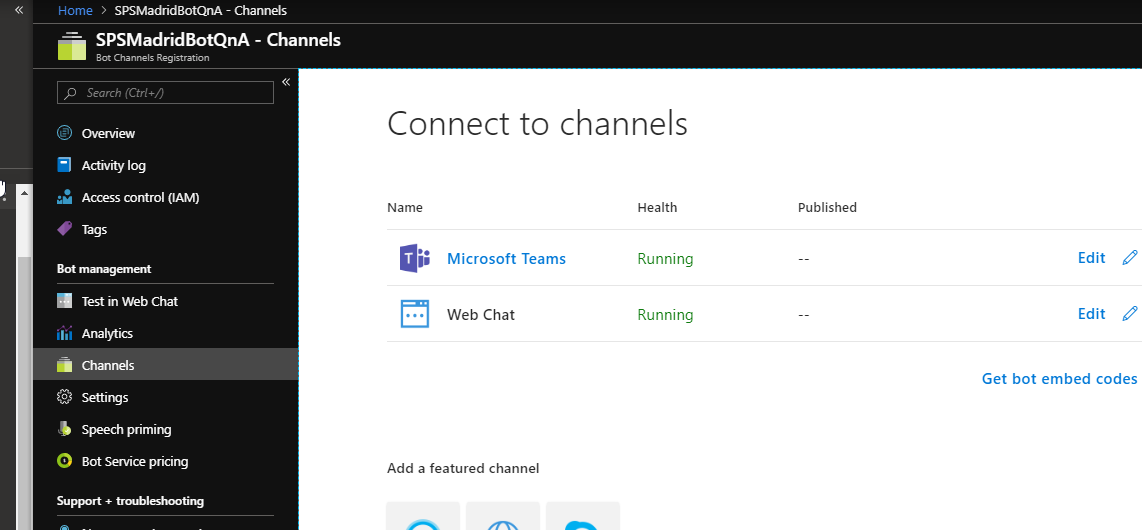 Home > SPSMadridBotQnA - Channels
SPSMadridBotQnA - Channels
Bot Channels Registration
Search (Ctrl+/)
Overview
Activity log
Access control (IAM)
Tags
Bot management
Test in Web Chat
Analytics
Channels
Settings
Speech priming
Bot Service pricing
Support + troubleshooting
Connect to channels
Name Health Published
Microsoft Teams Running -- Edit
Web Chat Running -- Edit
Get bot embed codes
Add a featured channel